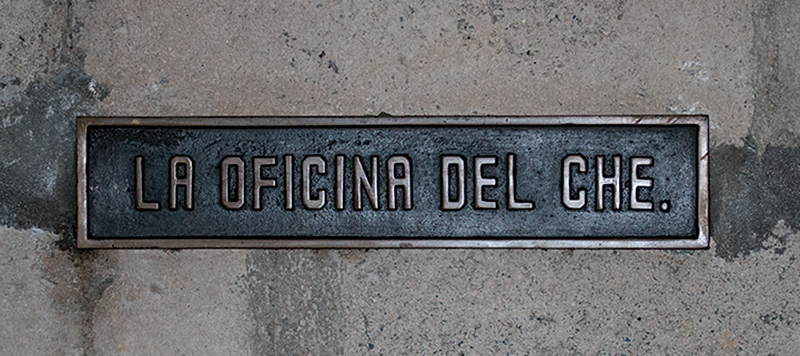 LA OFICINA DEL CHE.